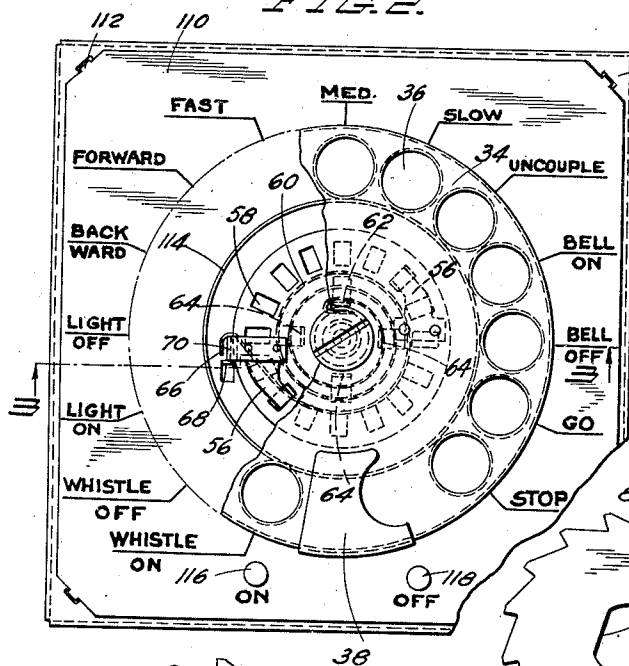 FIG. 2.
112
110
FAST
MED.
36
SLOW
34
UNCOUPLE
FORWARD
60
58
62
BACK
WARD
114
56
BELL
ON
64
LIGHT
OFF
70
66
64
BELL
OFF
III
III
LIGHT
ON
68
56
GO
64
WHISTLE
OFF
STOP
WHISTLE
ON
116
ON
118
OFF
38